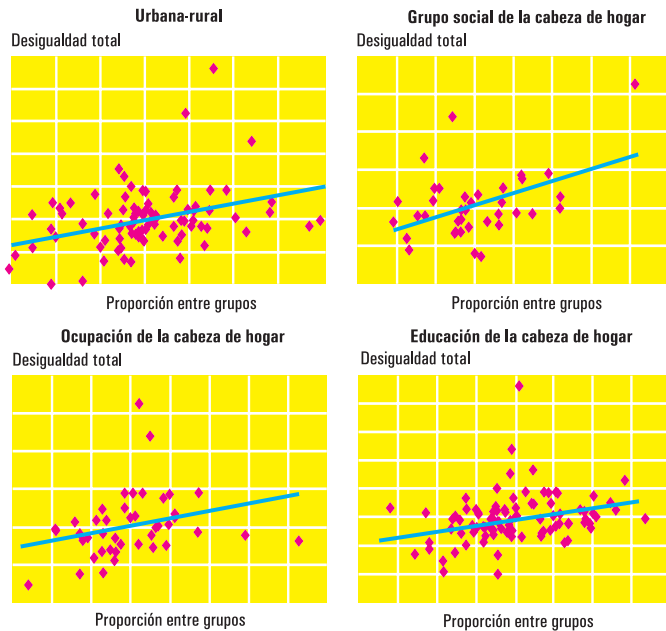 Urbana-rural
Desigualdad total
Proporción entre grupos
Grupo social de la cabeza de hogar
Desigualdad total
Proporción entre grupos
Ocupación de la cabeza de hogar
Desigualdad total
Proporción entre grupos
Educación de la cabeza de hogar
Desigualdad total
Proporción entre grupos